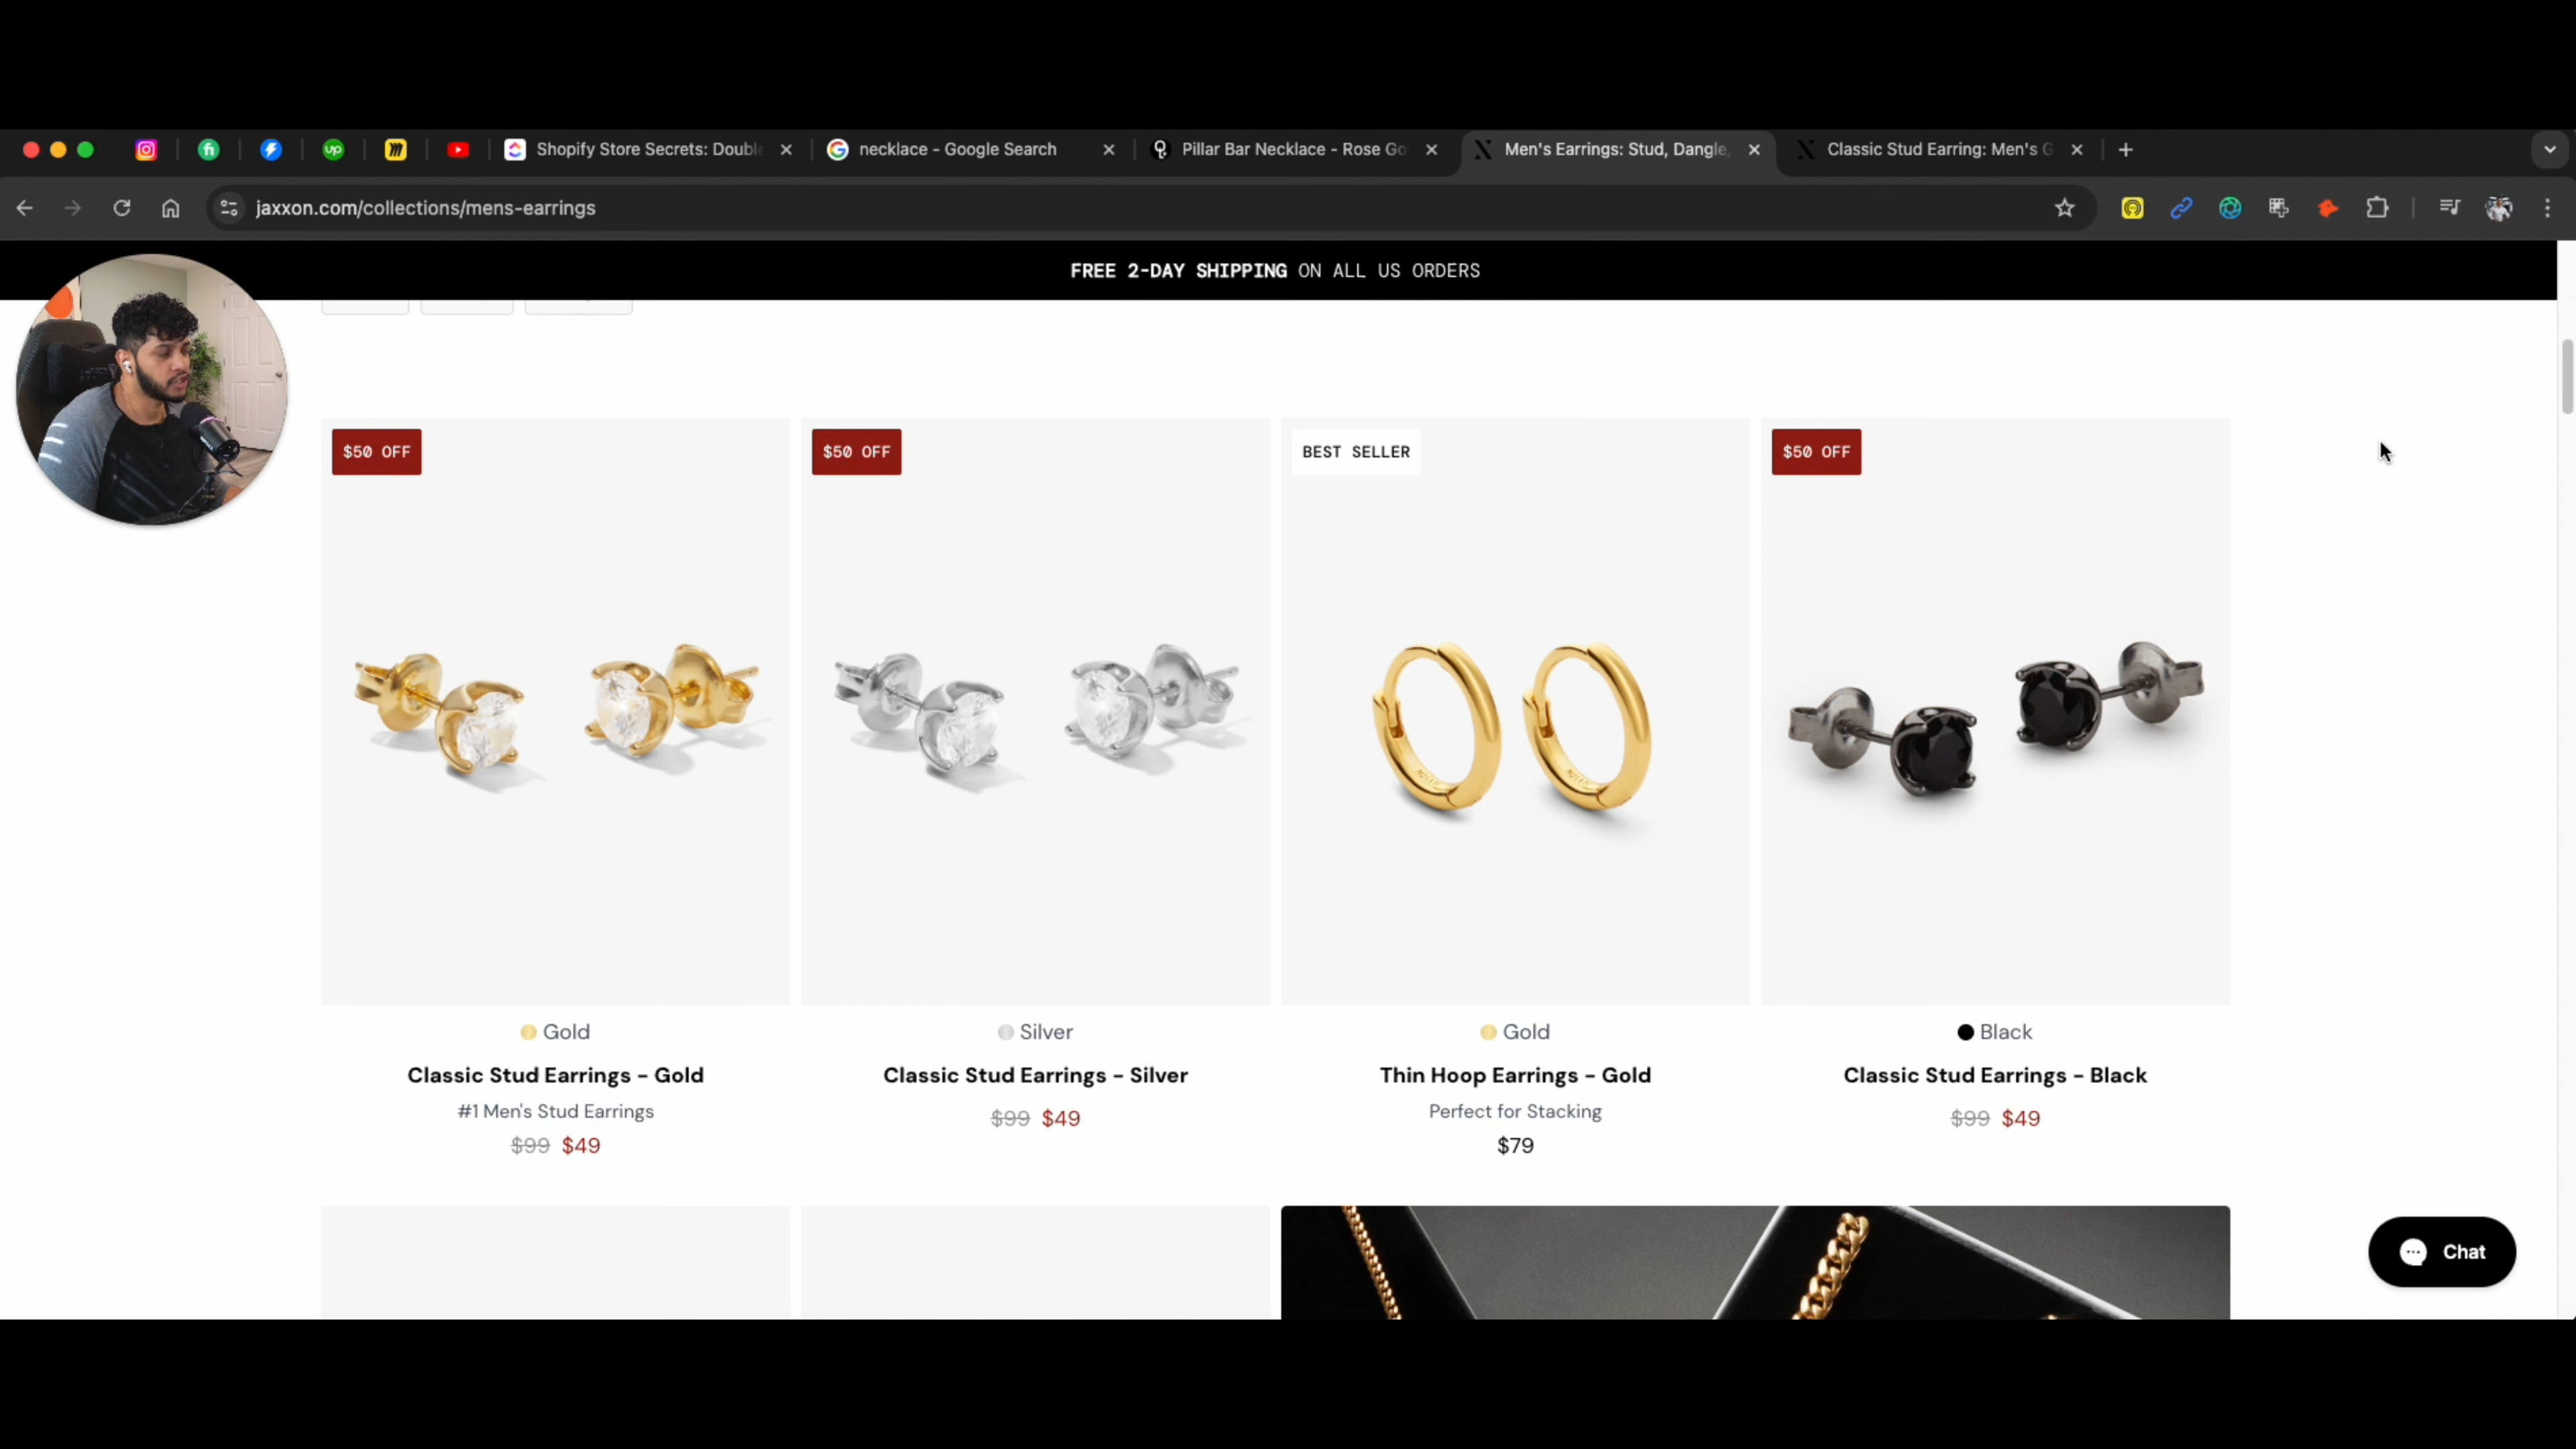 Shopify Store Secrets: Doubl
necklace - Google Search
Pillar Bar Necklace - Rose Go
Men's Earrings: Stud, Dangle,
Classic Stud Earring: Men's G
jaxxon.com/collections/mens-earrings
FREE 2-DAY SHIPPING ON ALL US ORDERS
$50 OFF
$50 OFF
BEST SELLER
$50 OFF
Gold
Silver
Gold
Black
Classic Stud Earrings - Gold
Classic Stud Earrings - Silver
Thin Hoop Earrings - Gold
Classic Stud Earrings - Black
#1 Men's Stud Earrings
$99 $49
Perfect for Stacking
$99 $49
$99 $49
$79
Chat